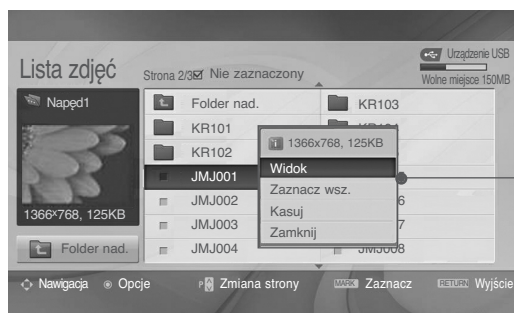 Urządzenie USB
Lista zdjęć
Strona 2/3 Nie zaznaczony
Wolne miejsce 150MB
Napęd1
Folder nad.
KR103
KR101
KR102
1366x768, 125KB
JMJ001
Widok
JMJ002
Zaznacz wsz.
1366x768, 125KB
JMJ003
Kasuj
Folder nad.
JMJ004
Zamknij
JMJ008
Nawigacja
Opcje
P Zmiana strony
MARK Zaznacz
RETURN Wyjście